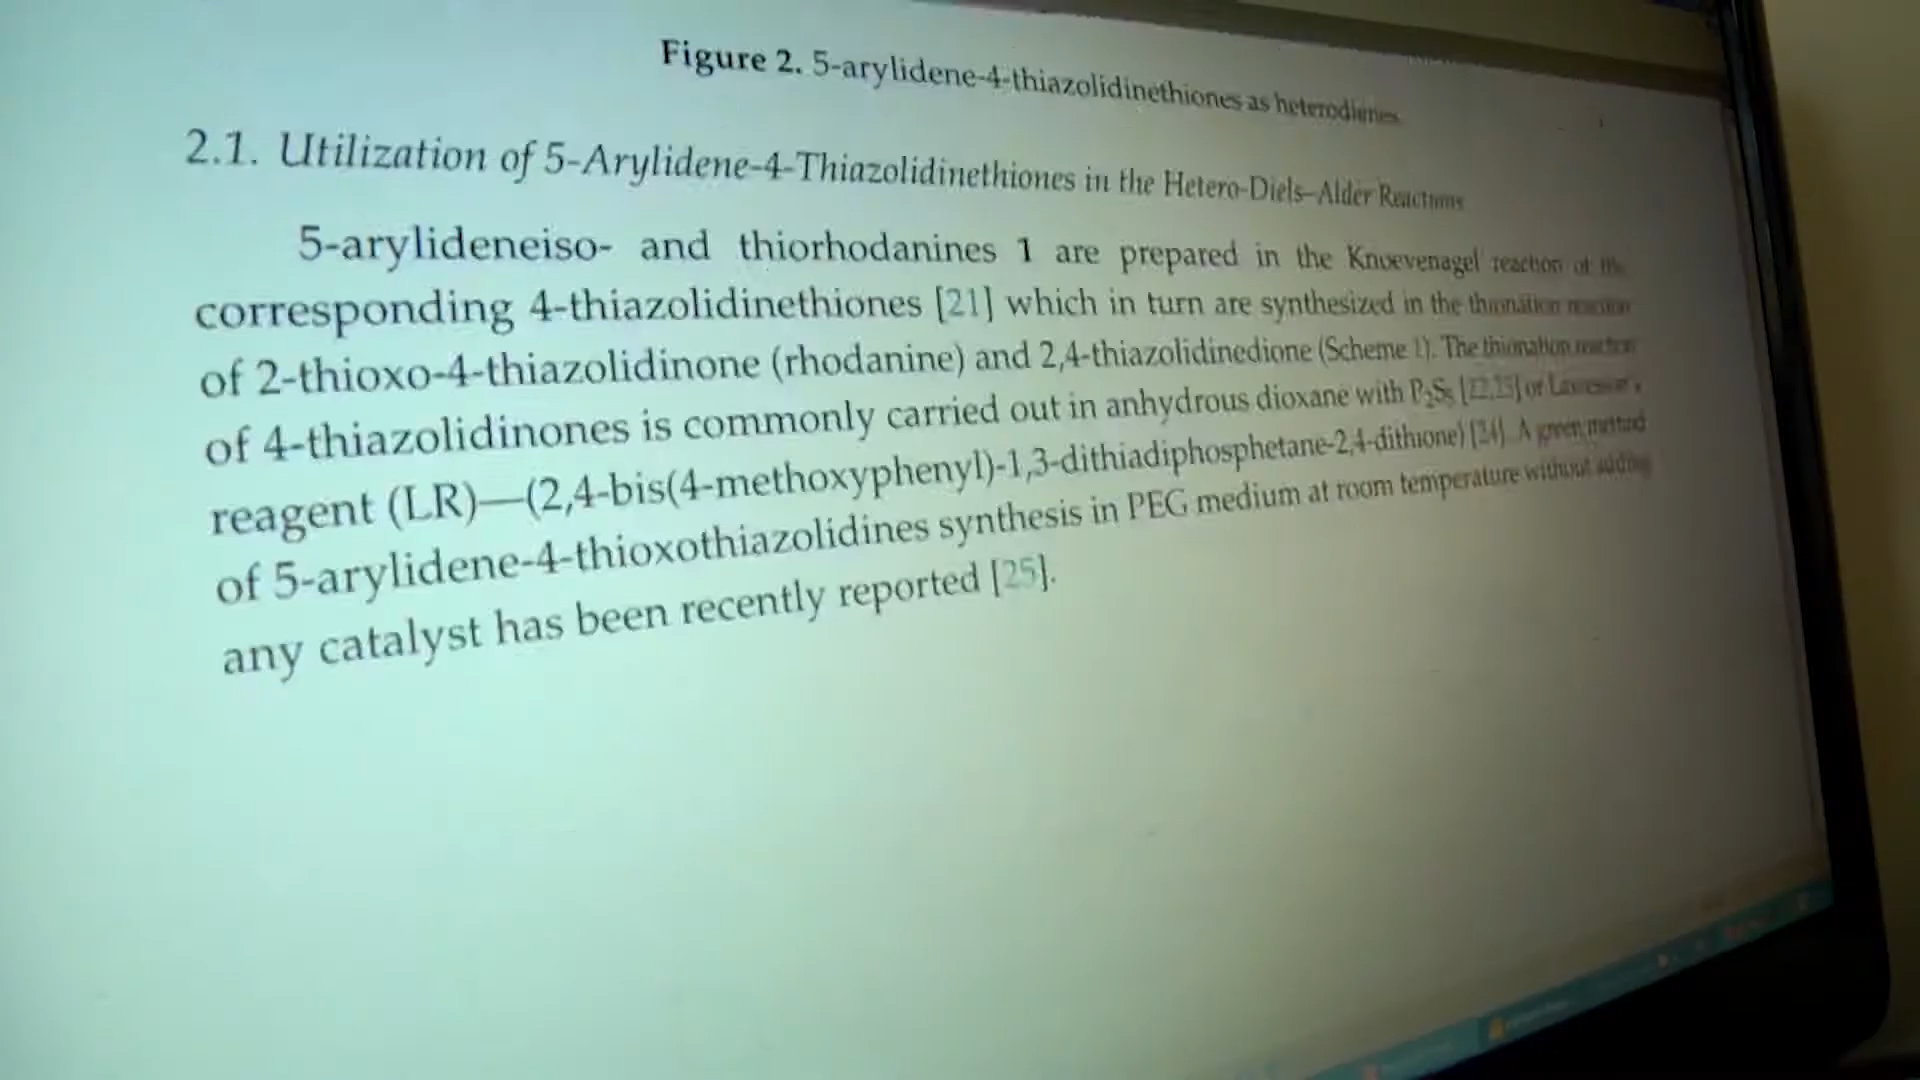 Figure 2. 5-arylidene-4-thiazolidinethiones as heterodienes
2.1. Utilization of 5-Arylidene-4-Thiazolidinethiones in the Hetero-Diels–Alder Reactions
5-arylideneiso- and thiorhodanines 1 are prepared in the Knoevenagel reaction of the
corresponding 4-thiazolidinethiones [21] which in turn are synthesized in the thionation reaction
of 2-thioxo-4-thiazolidinone (rhodanine) and 2,4-thiazolidinedione (Scheme 1). The thionation reaction
of 4-thiazolidinones is commonly carried out in anhydrous dioxane with P₂S₅ or
reagent (LR)—(2,4-bis(4-methoxyphenyl)-1,3-dithiadiphosphetane-2,4-dithione) [24]. A green method
of 5-arylidene-4-thioxothiazolidines synthesis in PEG medium at room temperature without adding
any catalyst has been recently reported [25].